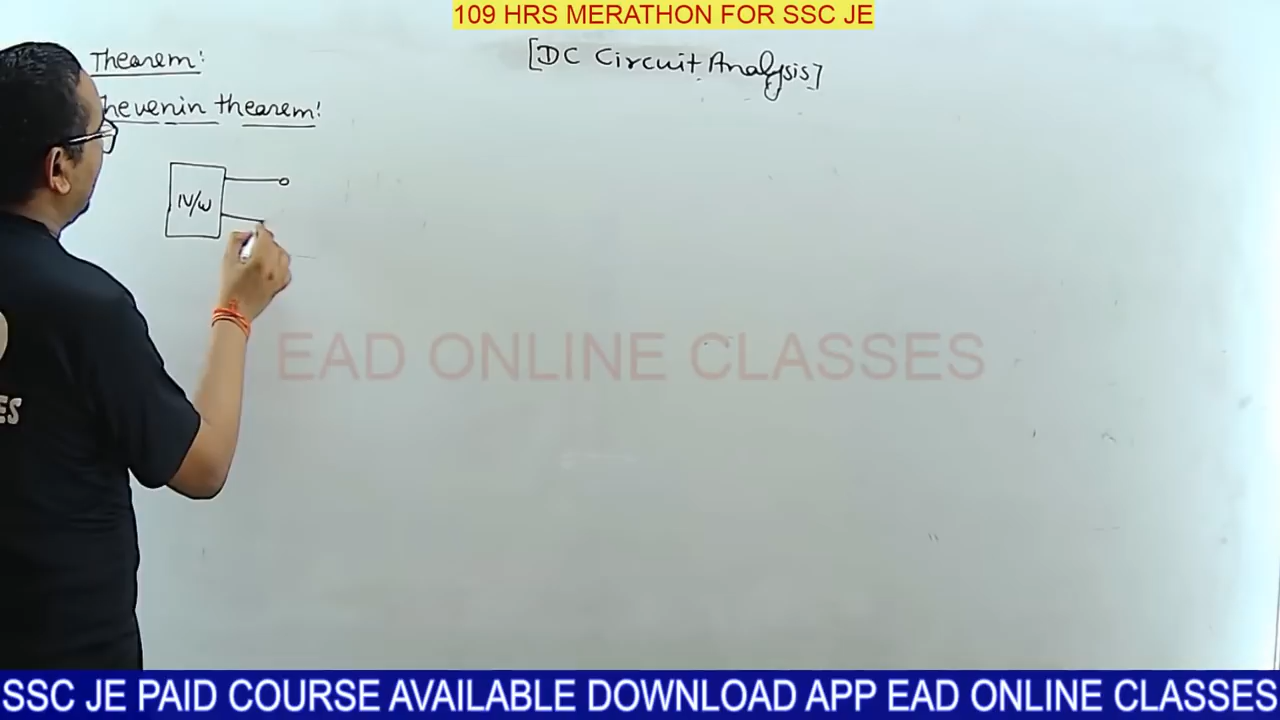 109 HRS MERATHON FOR SSC JE
Theorem:
[DC Circuit Analysis]
hevenin theorem:
N/W
EAD ONLINE CLASSES
ES
SSC JE PAID COURSE AVAILABLE DOWNLOAD APP EAD ONLINE CLASSES